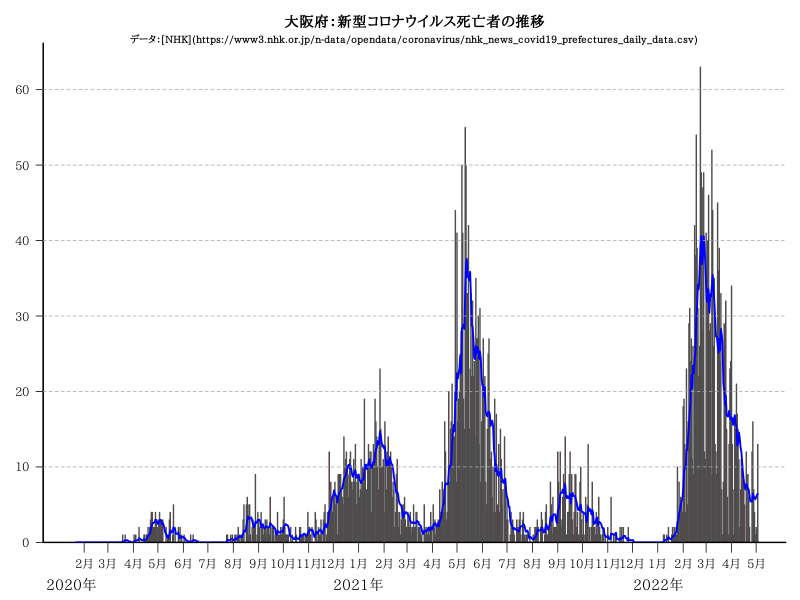 大阪府：新型コロナウイルス死亡者の推移
データ：[NHK](https://www3.nhk.or.jp/n-data/opendata/coronavirus/nhk_news_covid19_prefectures_daily_data.csv)
60
50
40
30
20
10
0
2月 3月 4月 5月 6月 7月 8月 9月 10月 11月 12月 1月 2月 3月 4月 5月 6月 7月 8月 9月 10月 11月 12月 1月 2月 3月 4月 5月
2020年 2021年 2022年